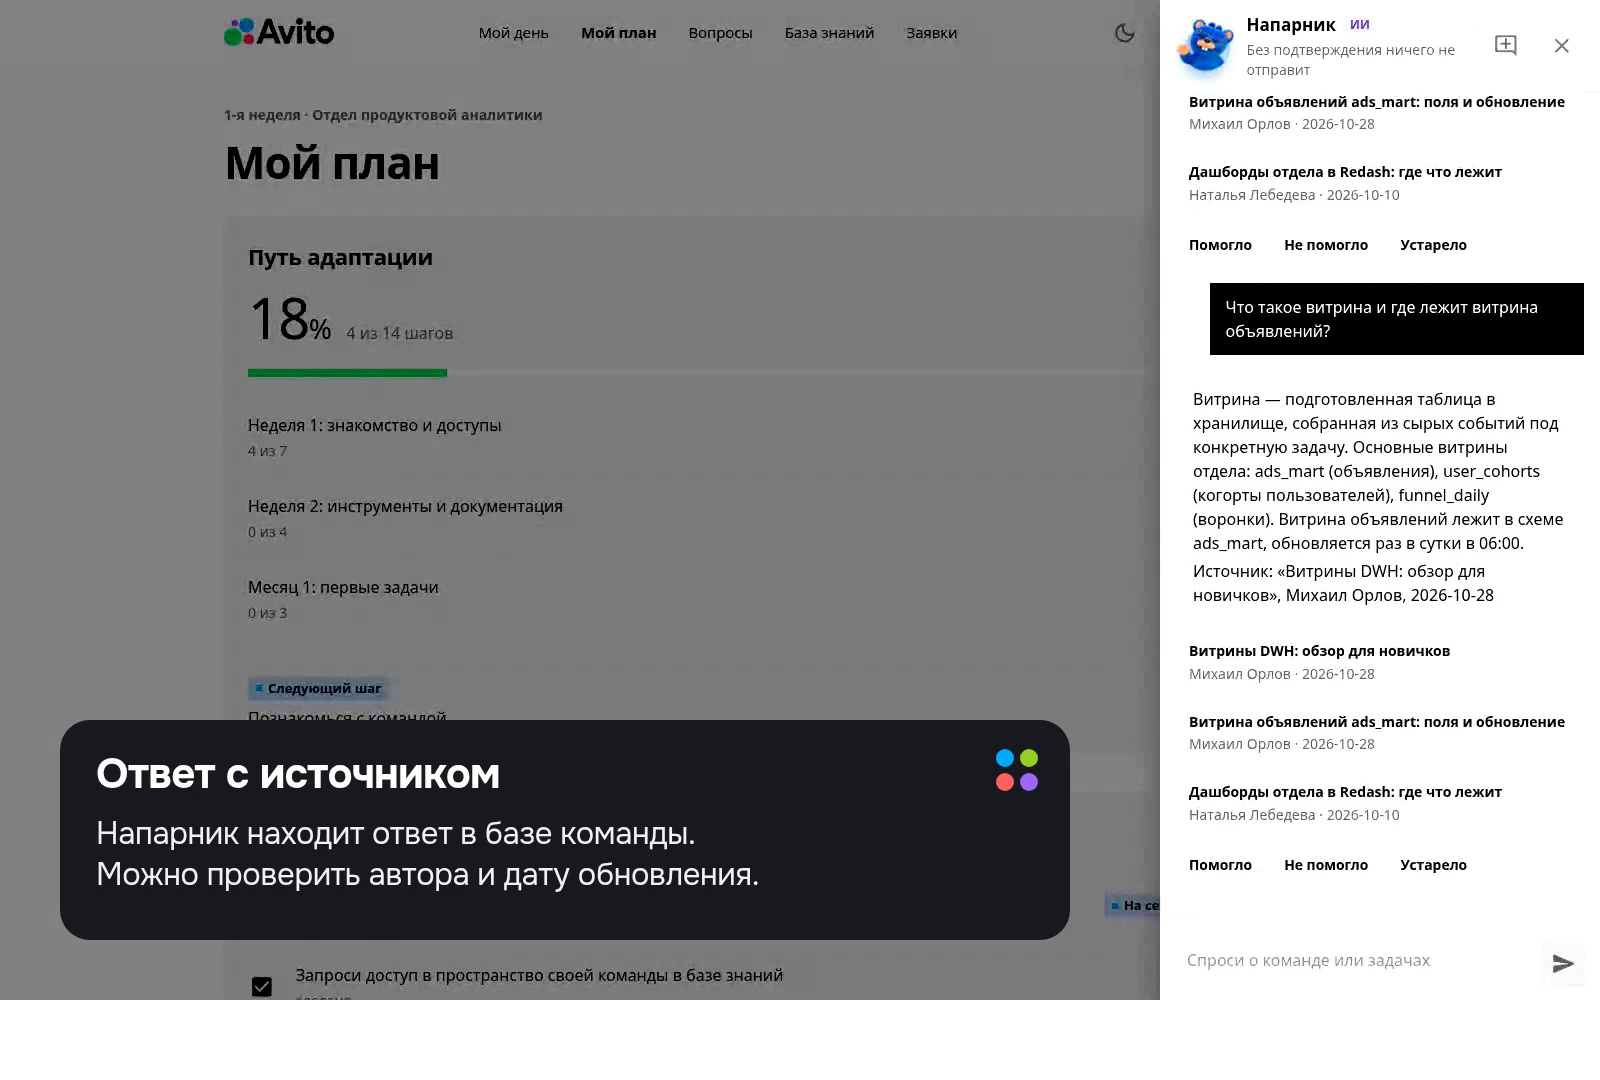 Avito
Мой день
Мой план
Вопросы
База знаний
Заявки
1-я неделя · Отдел продуктовой аналитики
Мой план
Путь адаптации
18% 4 из 14 шагов
Неделя 1: знакомство и доступы
4 из 7
Неделя 2: инструменты и документация
0 из 4
Месяц 1: первые задачи
0 из 3
Следующий шаг
Познакомься с командой
Ответ с источником
Напарник находит ответ в базе команды.
Можно проверить автора и дату обновления.
На се
Запроси доступ в пространство своей команды в базе знаний
Напарник ИИ
Без подтверждения ничего не
отправит
Витрина объявлений ads_mart: поля и обновление
Михаил Орлов · 2026-10-28
Дашборды отдела в Redash: где что лежит
Наталья Лебедева · 2026-10-10
Помогло
Не помогло
Устарело
Что такое витрина и где лежит витрина
объявлений?
Витрина — подготовленная таблица в
хранилище, собранная из сырых событий под
конкретную задачу. Основные витрины
отдела: ads_mart (объявления), user_cohorts
(когорты пользователей), funnel_daily
(воронки). Витрина объявлений лежит в схеме
ads_mart, обновляется раз в сутки в 06:00.
Источник: «Витрины DWH: обзор для
новичков», Михаил Орлов, 2026-10-28
Витрины DWH: обзор для новичков
Михаил Орлов · 2026-10-28
Витрина объявлений ads_mart: поля и обновление
Михаил Орлов · 2026-10-28
Дашборды отдела в Redash: где что лежит
Наталья Лебедева · 2026-10-10
Помогло
Не помогло
Устарело
Спроси о команде или задачах